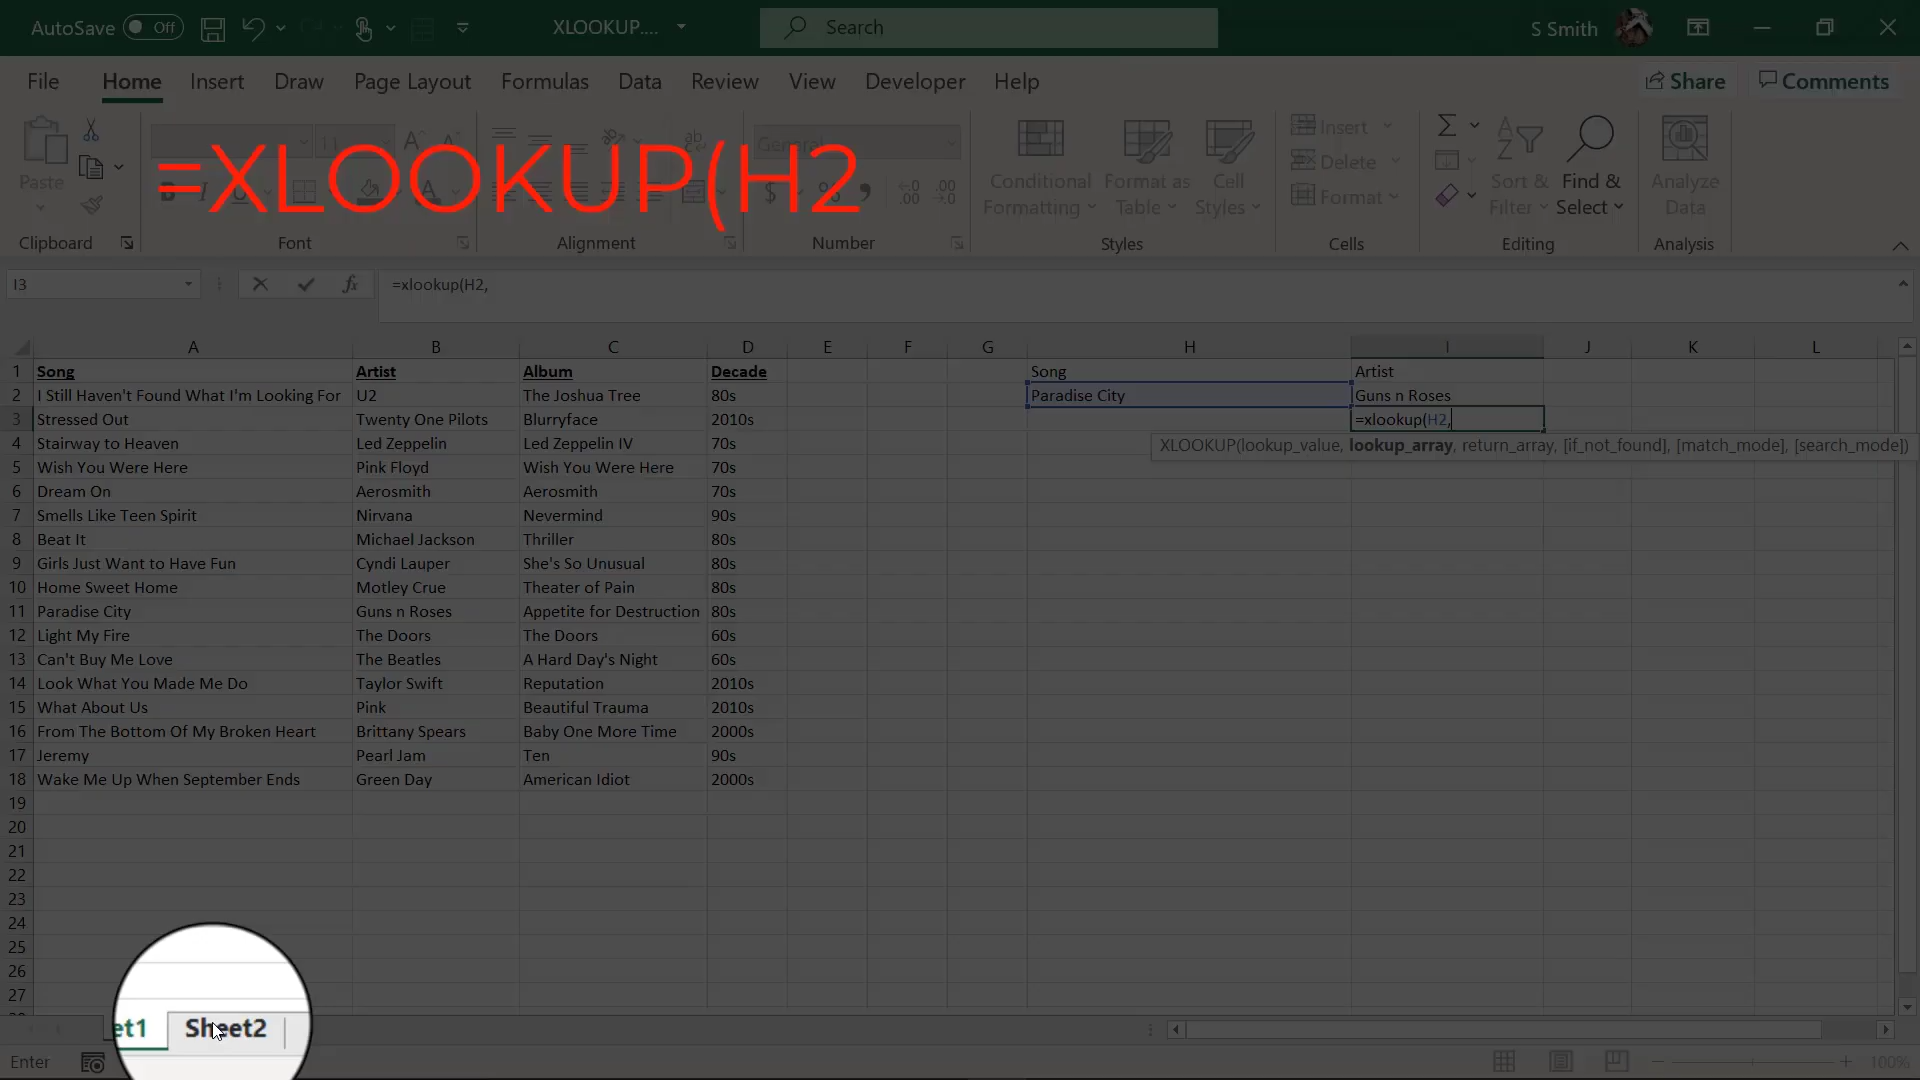 AutoSave Off XLOOKUP.... Search S Smith
File Home Insert Draw Page Layout Formulas Data Review View Developer Help Share Comments
=XLOOKUP(H2
Paste
Clipboard
11
B I U
Font
ab
Alignment
General
$ % 9
Number
Conditional Formatting
Format as Table
Cell Styles
Styles
Insert
Delete
Format
Cells
Sort & Filter
Find & Select
Editing
Analyze Data
Analysis
I3 fx =xlookup(H2,
A B C D E F G H I J K L
1 Song Artist Album Decade Song Artist
2 I Still Haven't Found What I'm Looking For U2 The Joshua Tree 80s Paradise City Guns n Roses
3 Stressed Out Twenty One Pilots Blurryface 2010s =xlookup(H2,
4 Stairway to Heaven Led Zeppelin Led Zeppelin IV 70s XLOOKUP(lookup_value, lookup_array, return_array, [if_not_found], [match_mode], [search_mode])
5 Wish You Were Here Pink Floyd Wish You Were Here 70s
6 Dream On Aerosmith Aerosmith 70s
7 Smells Like Teen Spirit Nirvana Nevermind 90s
8 Beat It Michael Jackson Thriller 80s
9 Girls Just Want to Have Fun Cyndi Lauper She's So Unusual 80s
10 Home Sweet Home Motley Crue Theater of Pain 80s
11 Paradise City Guns n Roses Appetite for Destruction 80s
12 Light My Fire The Doors The Doors 60s
13 Can't Buy Me Love The Beatles A Hard Day's Night 60s
14 Look What You Made Me Do Taylor Swift Reputation 2010s
15 What About Us Pink Beautiful Trauma 2010s
16 From The Bottom Of My Broken Heart Brittany Spears Baby One More Time 2000s
17 Jeremy Pearl Jam Ten 90s
18 Wake Me Up When September Ends Green Day American Idiot 2000s
19
20
21
22
23
24
25
26
27
et1 Sheet2
Enter 100%